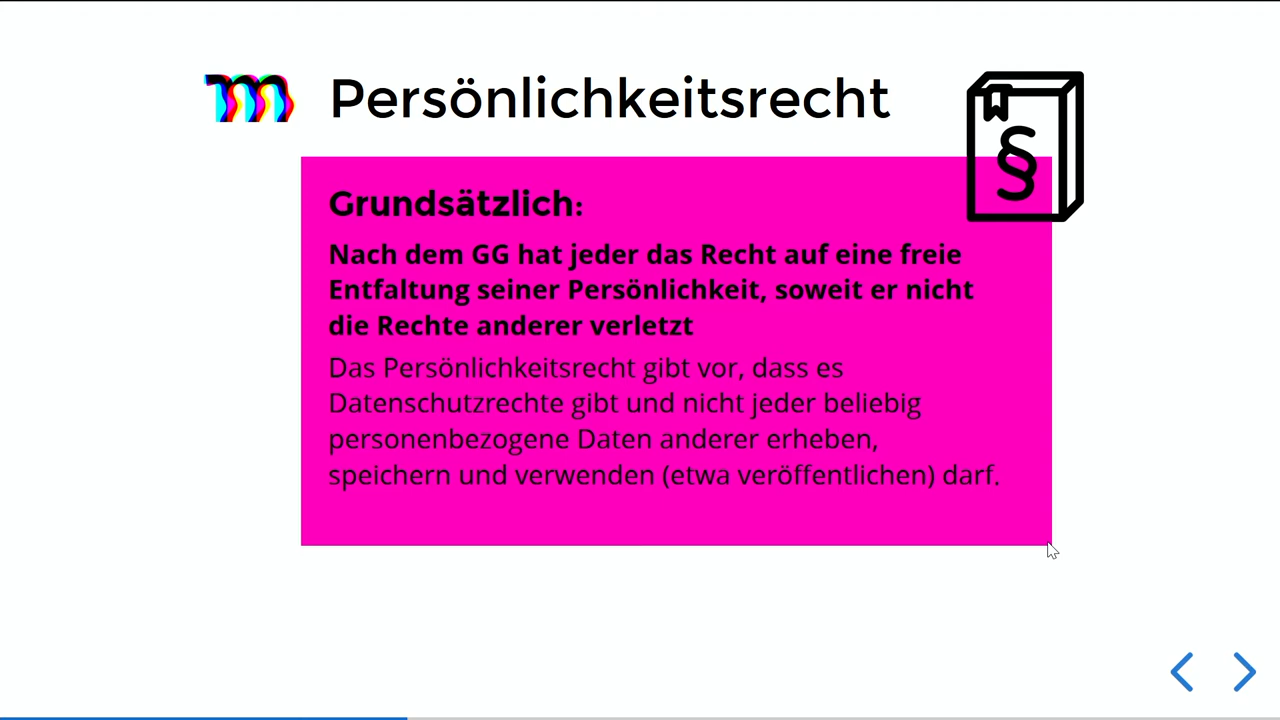 m Persönlichkeitsrecht
§
Grundsätzlich:
Nach dem GG hat jeder das Recht auf eine freie
Entfaltung seiner Persönlichkeit, soweit er nicht
die Rechte anderer verletzt
Das Persönlichkeitsrecht gibt vor, dass es
Datenschutzrechte gibt und nicht jeder beliebig
personenbezogene Daten anderer erheben,
speichern und verwenden (etwa veröffentlichen) darf.